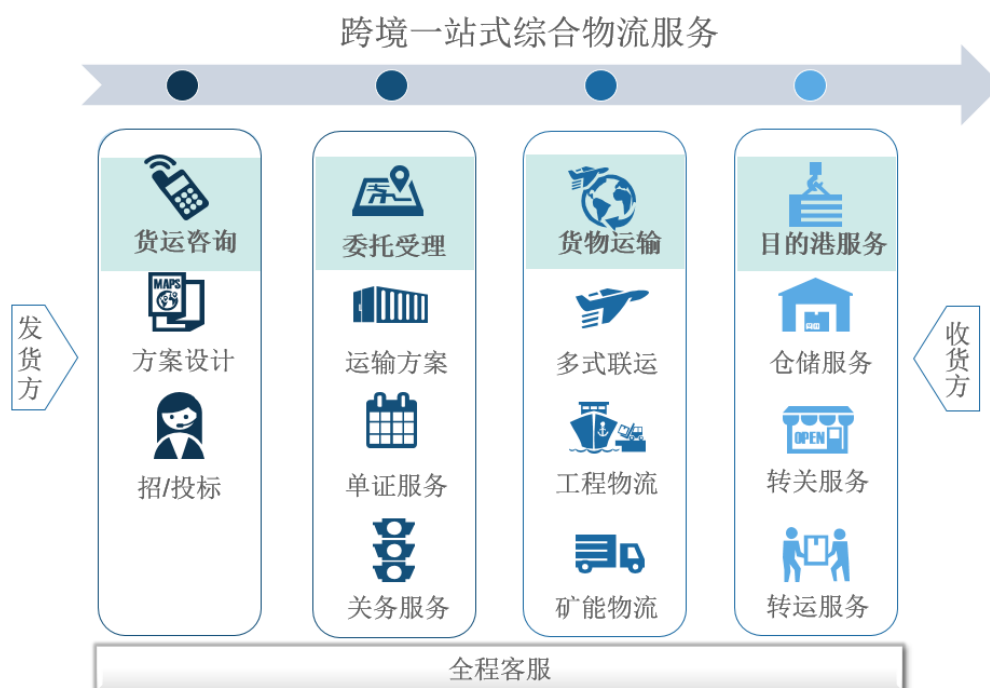 跨境一站式综合物流服务
发货方
货运咨询
MAPS
方案设计
招/投标
委托受理
运输方案
单证服务
关务服务
货物运输
多式联运
工程物流
矿能物流
目的港服务
仓储服务
OPEN
转关服务
转运服务
收货方
全程客服